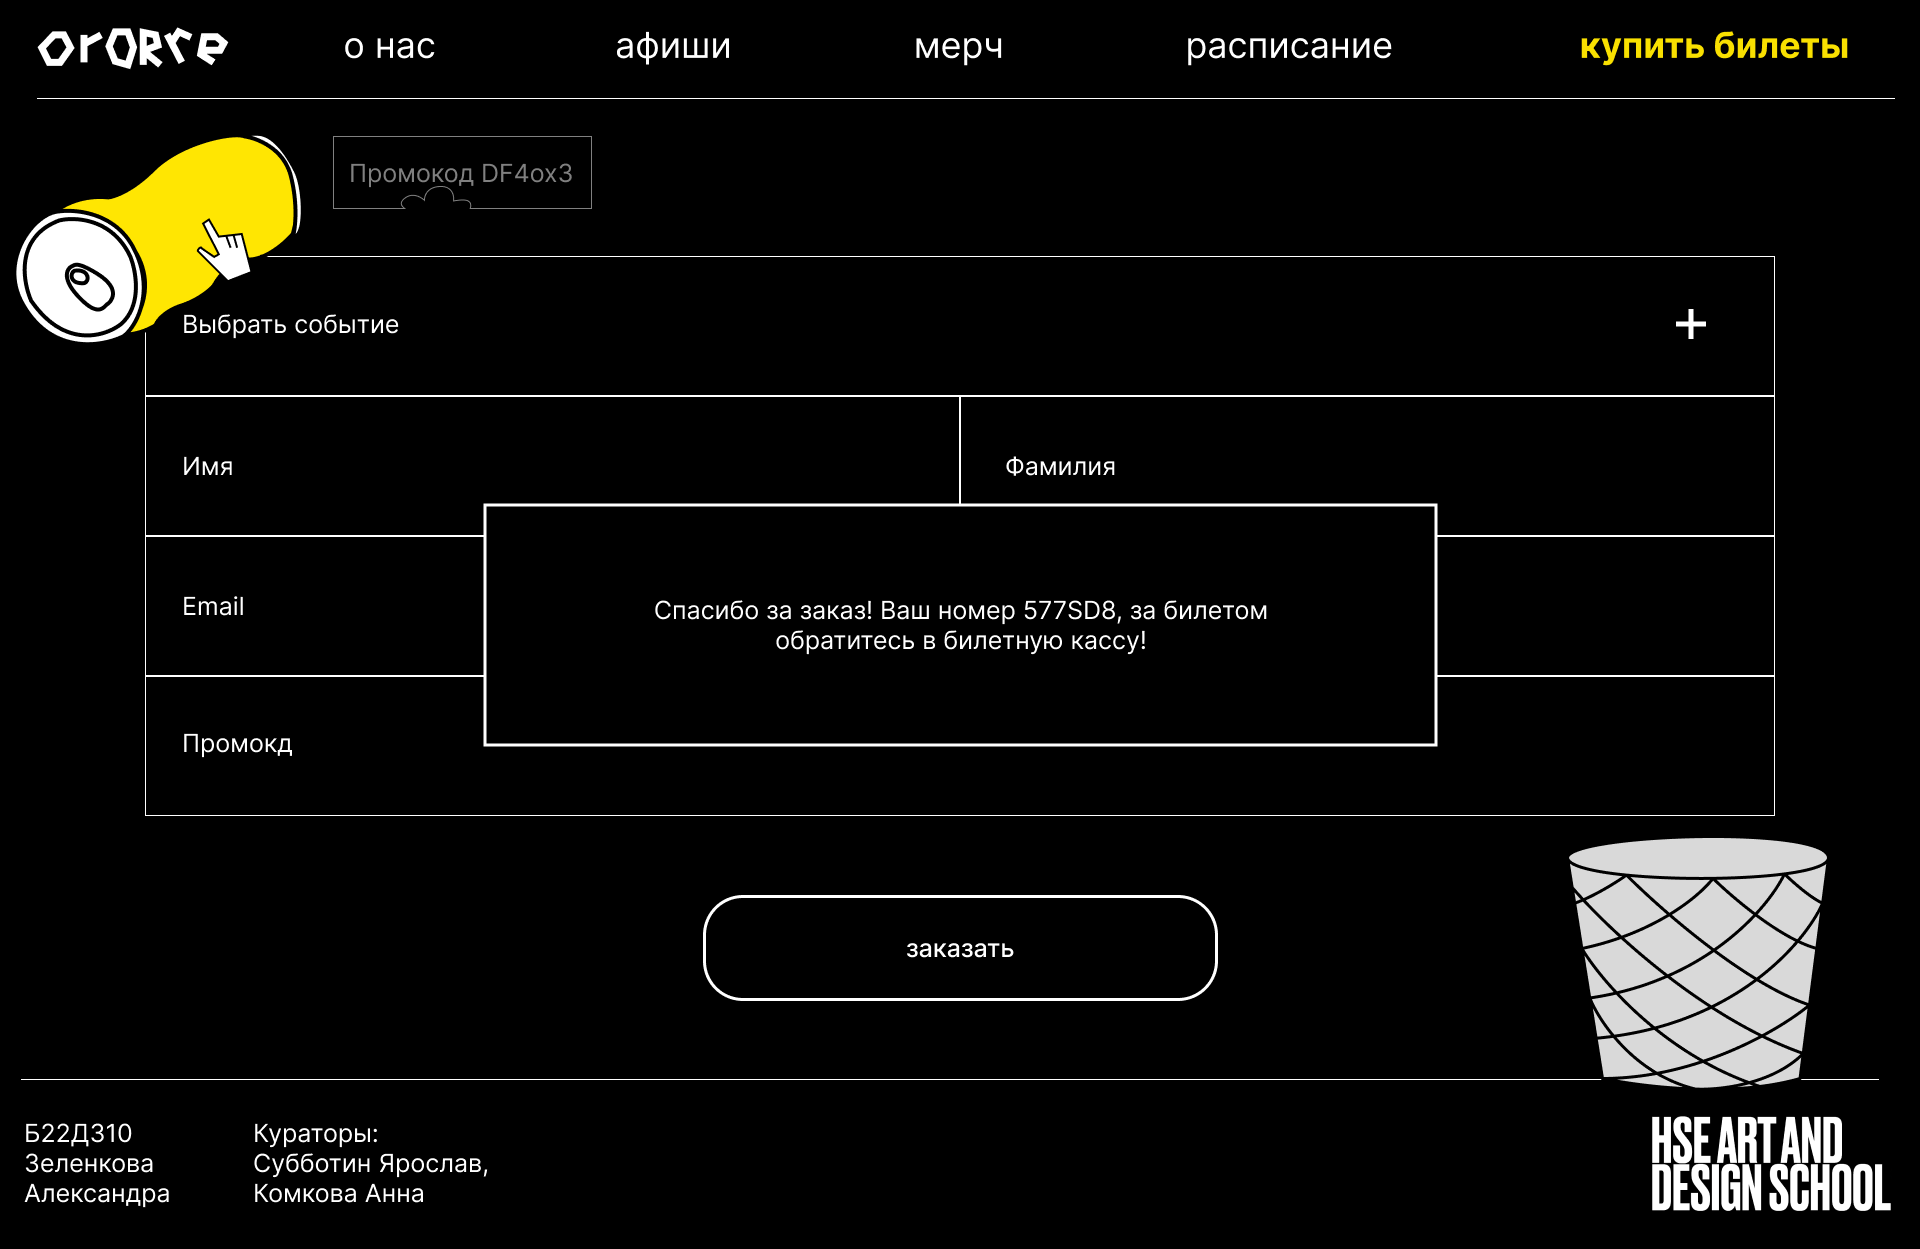 ororre
о нас
афиши
мерч
расписание
купить билеты
Промокод DF4ox3
Выбрать событие
Имя
Фамилия
Email
Спасибо за заказ! Ваш номер 577SD8, за билетом
обратитесь в билетную кассу!
Промокд
заказать
Б22Д310
Зеленкова
Александра
Кураторы:
Субботин Ярослав,
Комкова Анна
HSE ART AND
DESIGN SCHOOL